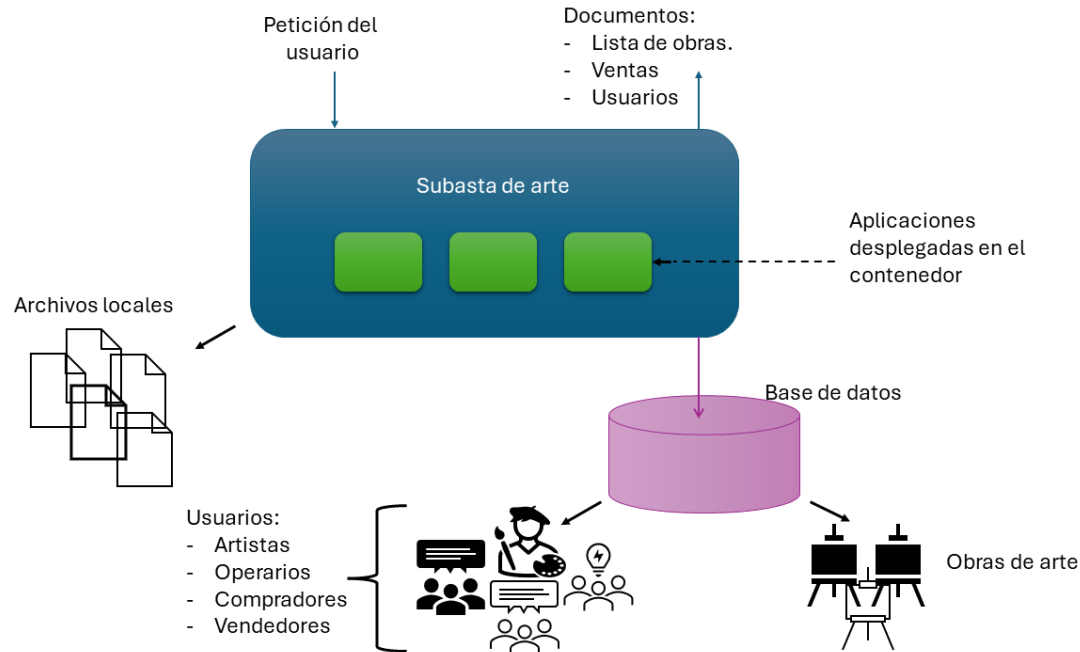 Petición del
usuario
Documentos:
- Lista de obras.
- Ventas
- Usuarios
Subasta de arte
Aplicaciones
desplegadas en el
contenedor
Archivos locales
Base de datos
Usuarios:
- Artistas
- Operarios
- Compradores
- Vendedores
Obras de arte